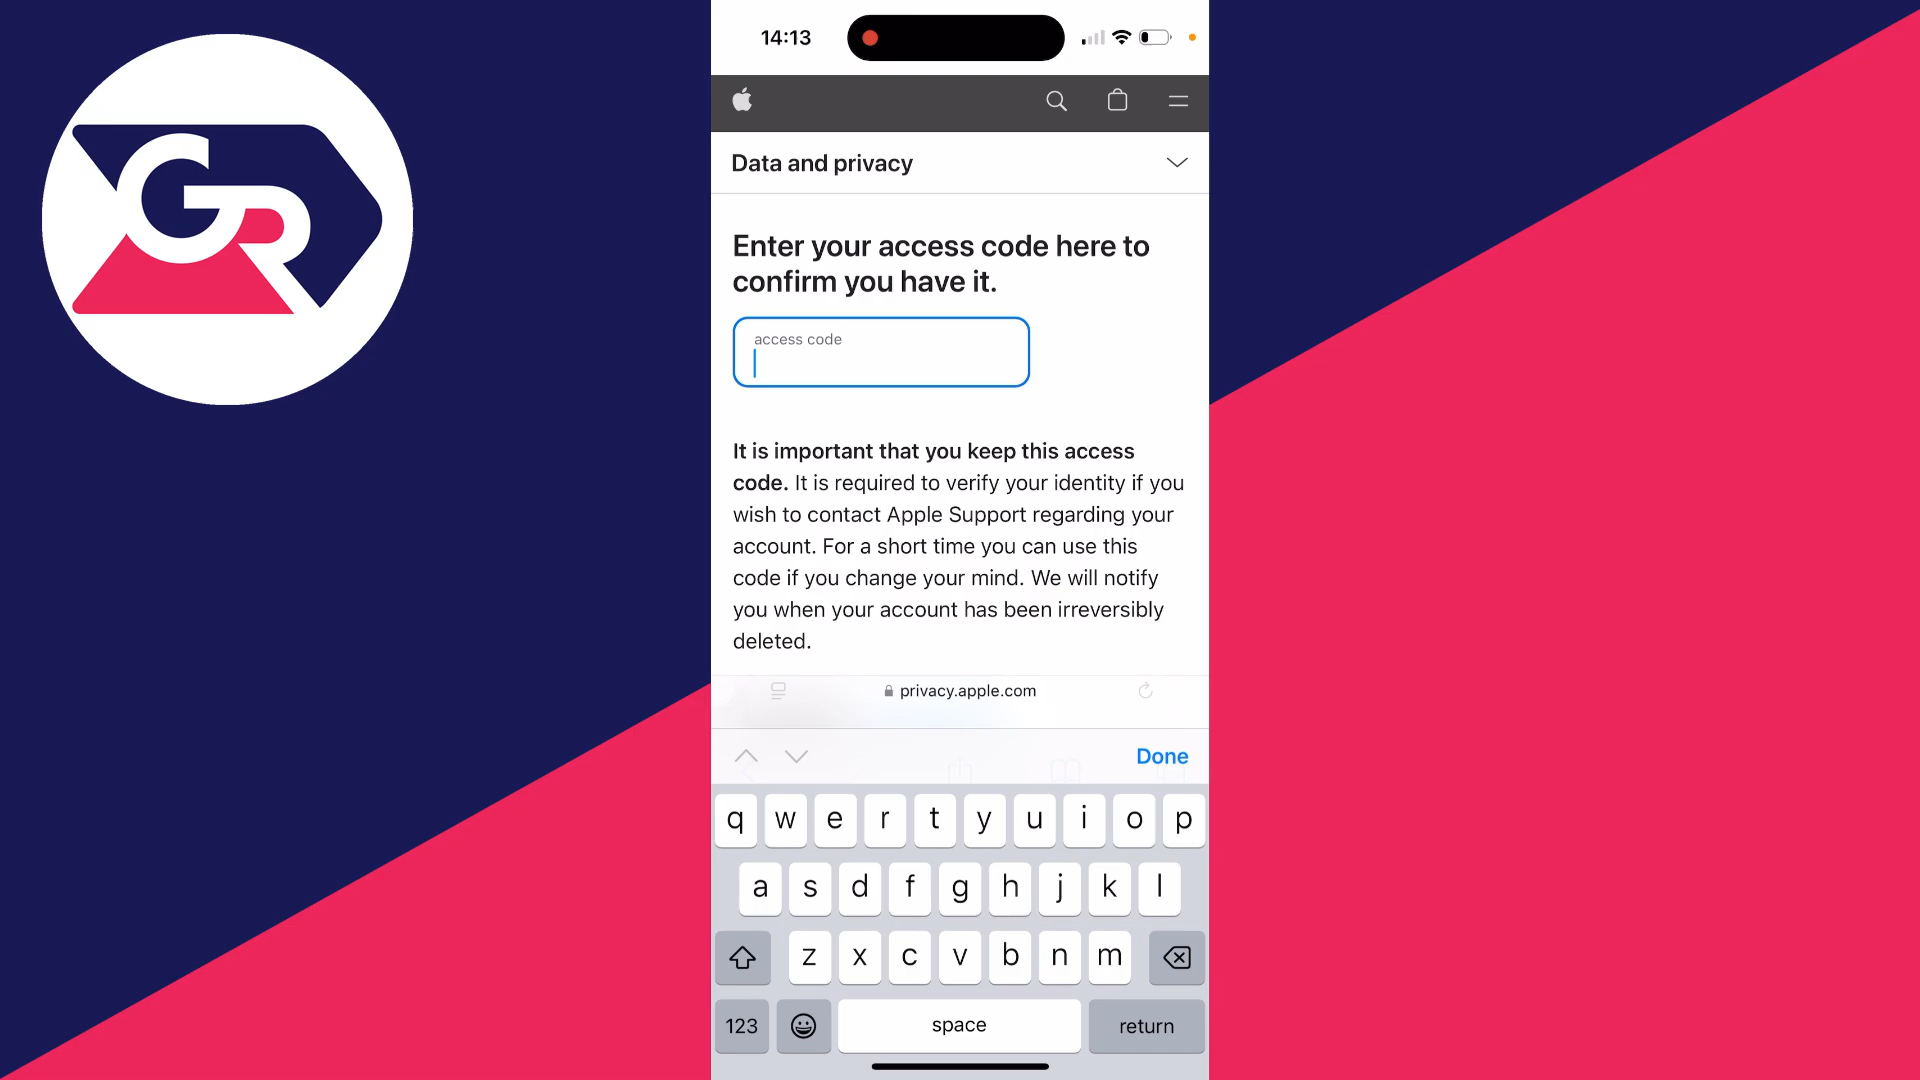 GR
14:13
Data and privacy
Enter your access code here to
confirm you have it.
access code
It is important that you keep this access
code. It is required to verify your identity if you
wish to contact Apple Support regarding your
account. For a short time you can use this
code if you change your mind. We will notify
you when your account has been irreversibly
deleted.
privacy.apple.com
Done
q w e r t y u i o p
a s d f g h j k l
z x c v b n m
123 space return